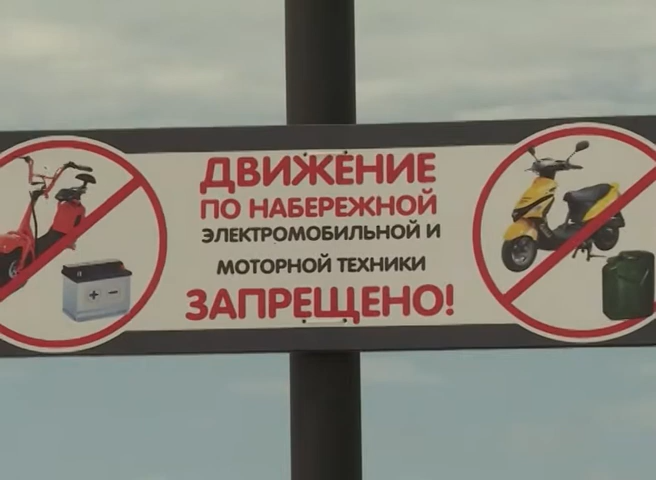 ДВИЖЕНИЕ
ПО НАБЕРЕЖНОЙ
ЭЛЕКТРОМОБИЛЬНОЙ И
МОТОРНОЙ ТЕХНИКИ
ЗАПРЕЩЕНО!